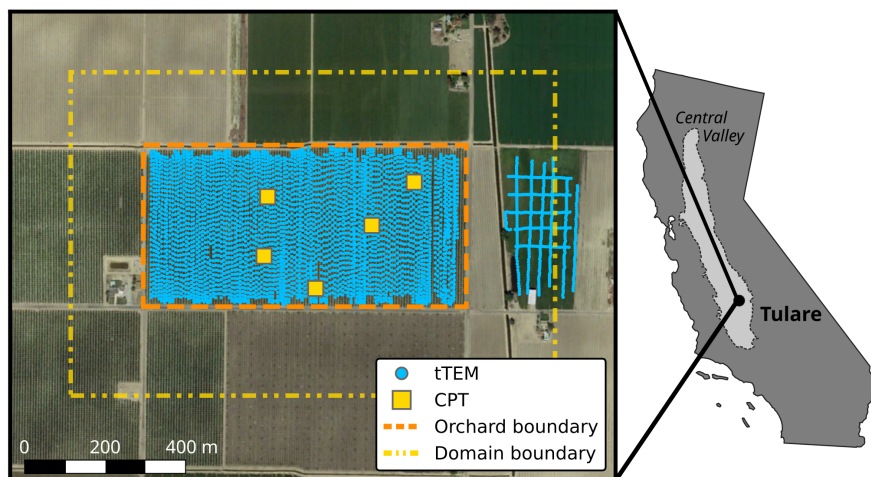 Central
Valley
Tulare
tTEM
CPT
Orchard boundary
Domain boundary
0 200 400 m